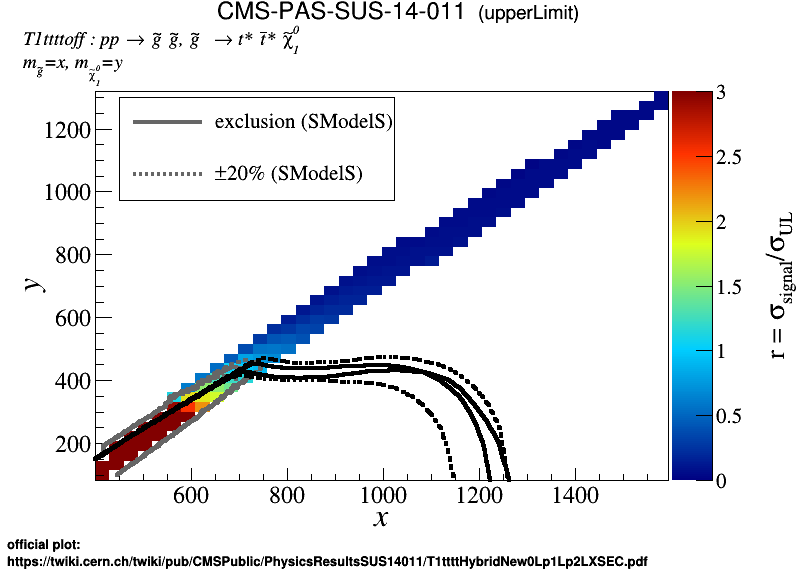 CMS-PAS-SUS-14-011 (upperLimit)
T1ttttoff : pp → g̃ g̃, g̃ → t* t̄* χ̃⁰₁
m_g̃=x, m_χ̃⁰₁=y
exclusion (SModelS)
±20% (SModelS)
1200
1000
800
600
400
200
y
600 800 1000 1200 1400
x
3
2.5
2
1.5
1
0.5
0
r = σ_signal/σ_UL
official plot:
https://twiki.cern.ch/twiki/pub/CMSPublic/PhysicsResultsSUS14011/T1ttttHybridNew0Lp1Lp2LXSEC.pdf